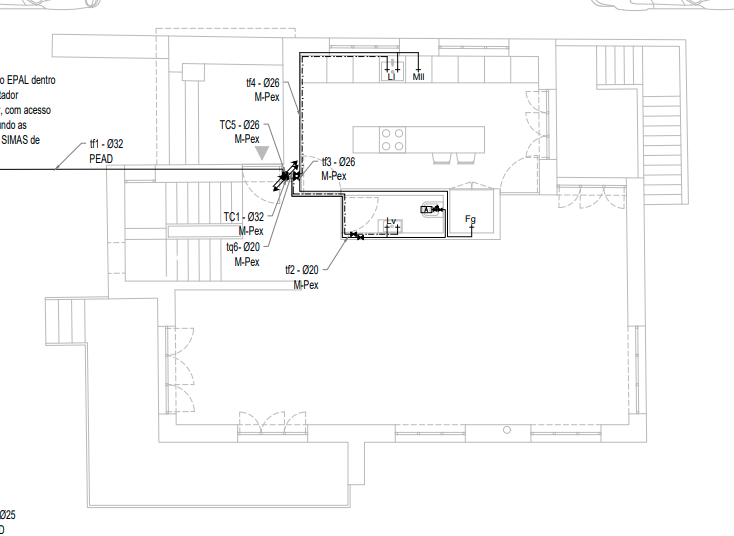 o EPAL dentro
tador
, com acesso
ndo as
SIMAS de
tf1 - Ø32
PEAD
tf4 - Ø26
M-Pex
TC5 - Ø26
M-Pex
tf3 - Ø26
M-Pex
TC1 - Ø32
M-Pex
tq6- Ø20
M-Pex
tf2 - Ø20
M-Pex
Ll
Mll
Lv
Fg
Ø25